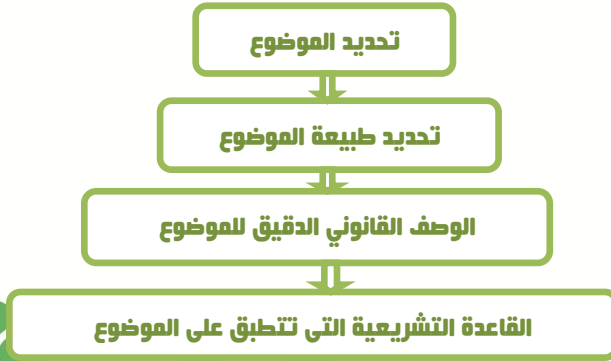 تحديد الموضوع
تحديد طبيعة الموضوع
الوصف القانوني الدقيق للموضوع
القاعدة التشريعية التى تتطبق على الموضوع